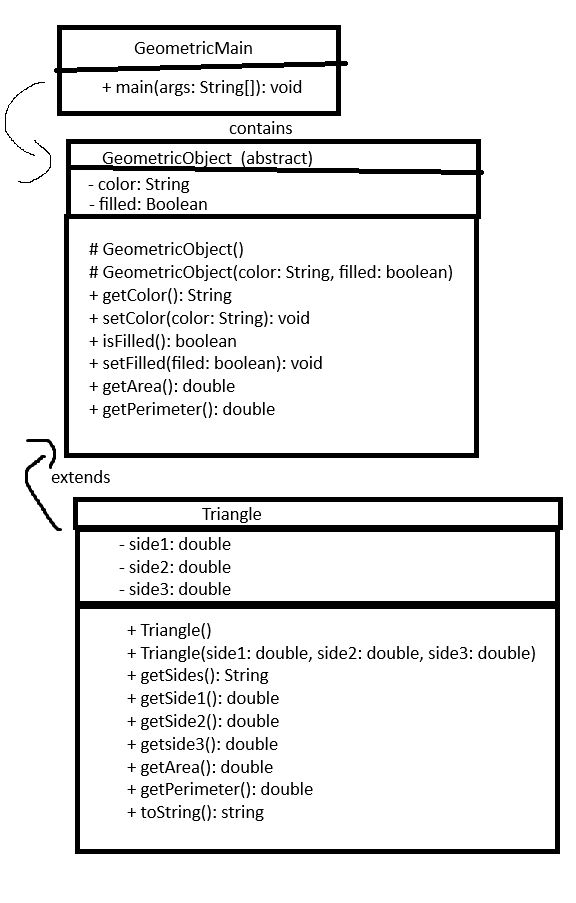 GeometricMain
+ main(args: String[]): void
contains
GeometricObject (abstract)
- color: String
- filled: Boolean
# GeometricObject()
# GeometricObject(color: String, filled: boolean)
+ getColor(): String
+ setColor(color: String): void
+ isFilled(): boolean
+ setFilled(filed: boolean): void
+ getArea(): double
+ getPerimeter(): double
extends
Triangle
- side1: double
- side2: double
- side3: double
+ Triangle()
+ Triangle(side1: double, side2: double, side3: double)
+ getSides(): String
+ getSide1(): double
+ getSide2(): double
+ getside3(): double
+ getArea(): double
+ getPerimeter(): double
+ toString(): string